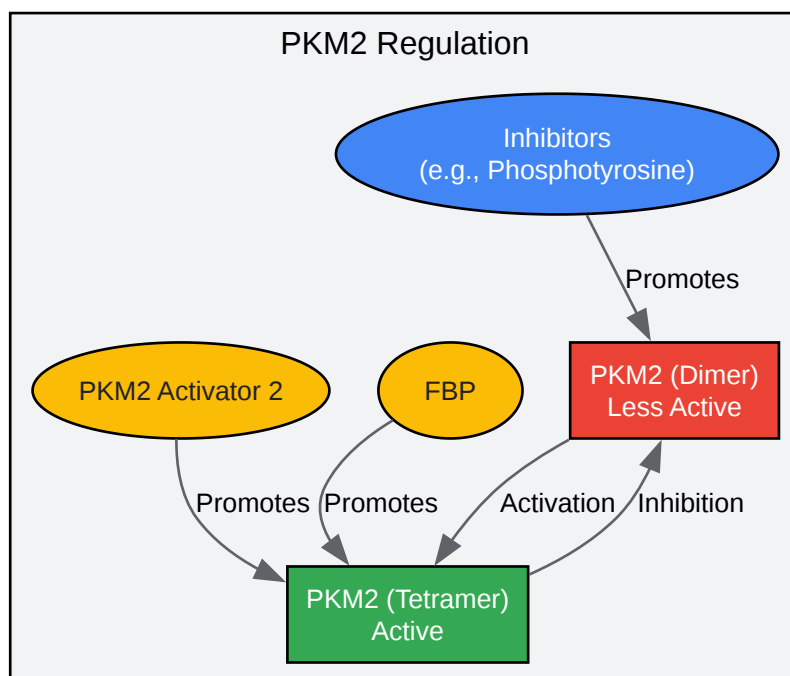 PKM2 Regulation
Inhibitors
(e.g., Phosphotyrosine)
Promotes
PKM2 Activator 2
FBP
PKM2 (Dimer)
Less Active
Promotes
Promotes
Activation
Inhibition
PKM2 (Tetramer)
Active